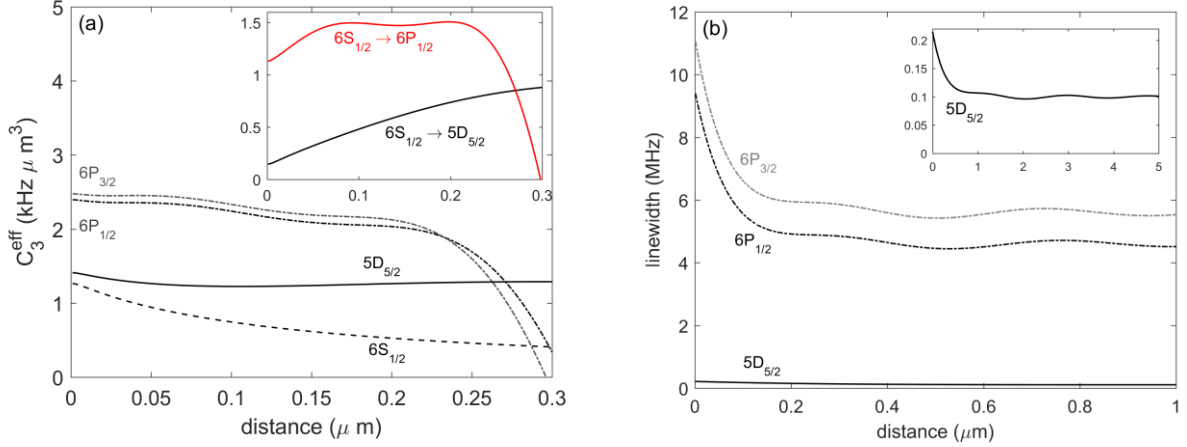 (a)
C₃ᵉᶠᶠ (kHz μ m³)
5
4
3
2
1
0
6P₃/₂
6P₁/₂
5D₅/₂
6S₁/₂
0 0.05 0.1 0.15 0.2 0.25 0.3
distance (μ m)
1.5
1
0.5
0
6S₁/₂ → 6P₁/₂
6S₁/₂ → 5D₅/₂
0 0.1 0.2 0.3
(b)
linewidth (MHz)
12
10
8
6
4
2
0
6P₃/₂
6P₁/₂
5D₅/₂
0 0.2 0.4 0.6 0.8 1
distance (μm)
0.2
0.15
0.1
0.05
0
5D₅/₂
0 1 2 3 4 5